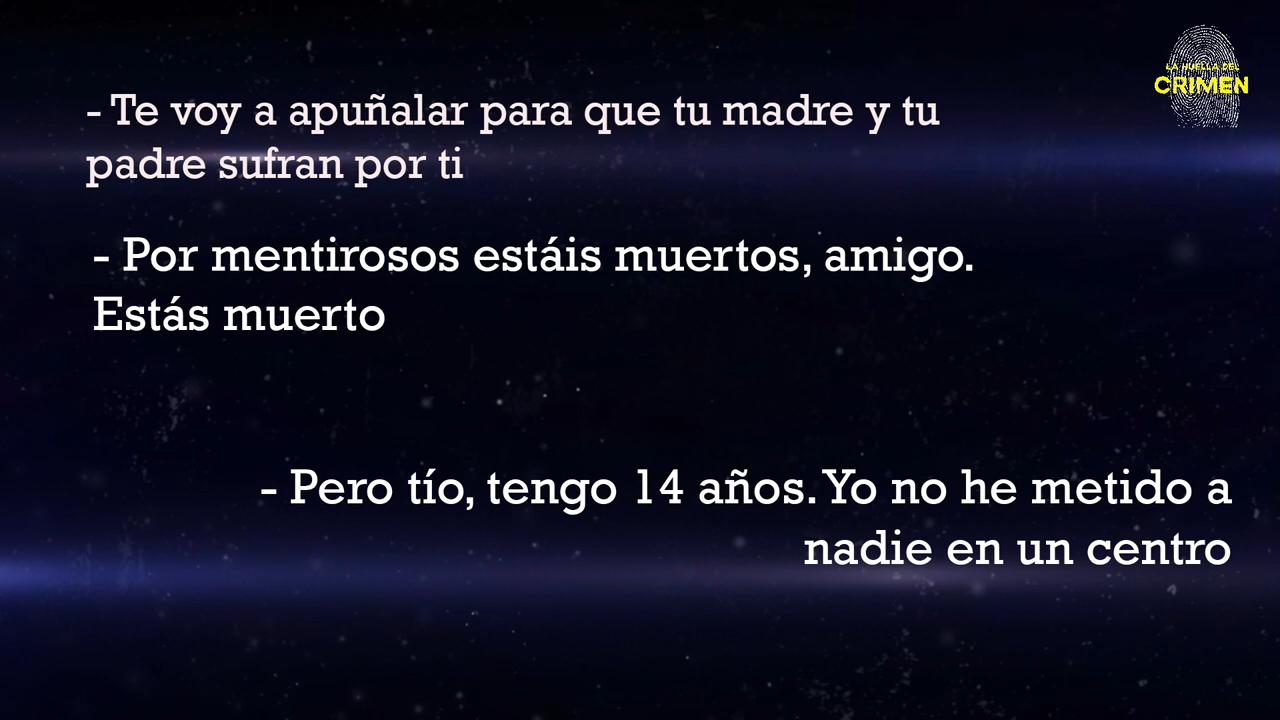 LA HUELLA DEL
CRIMEN
- Te voy a apuñalar para que tu madre y tu
padre sufran por ti
- Por mentirosos estáis muertos, amigo.
Estás muerto
- Pero tío, tengo 14 años. Yo no he metido a
nadie en un centro